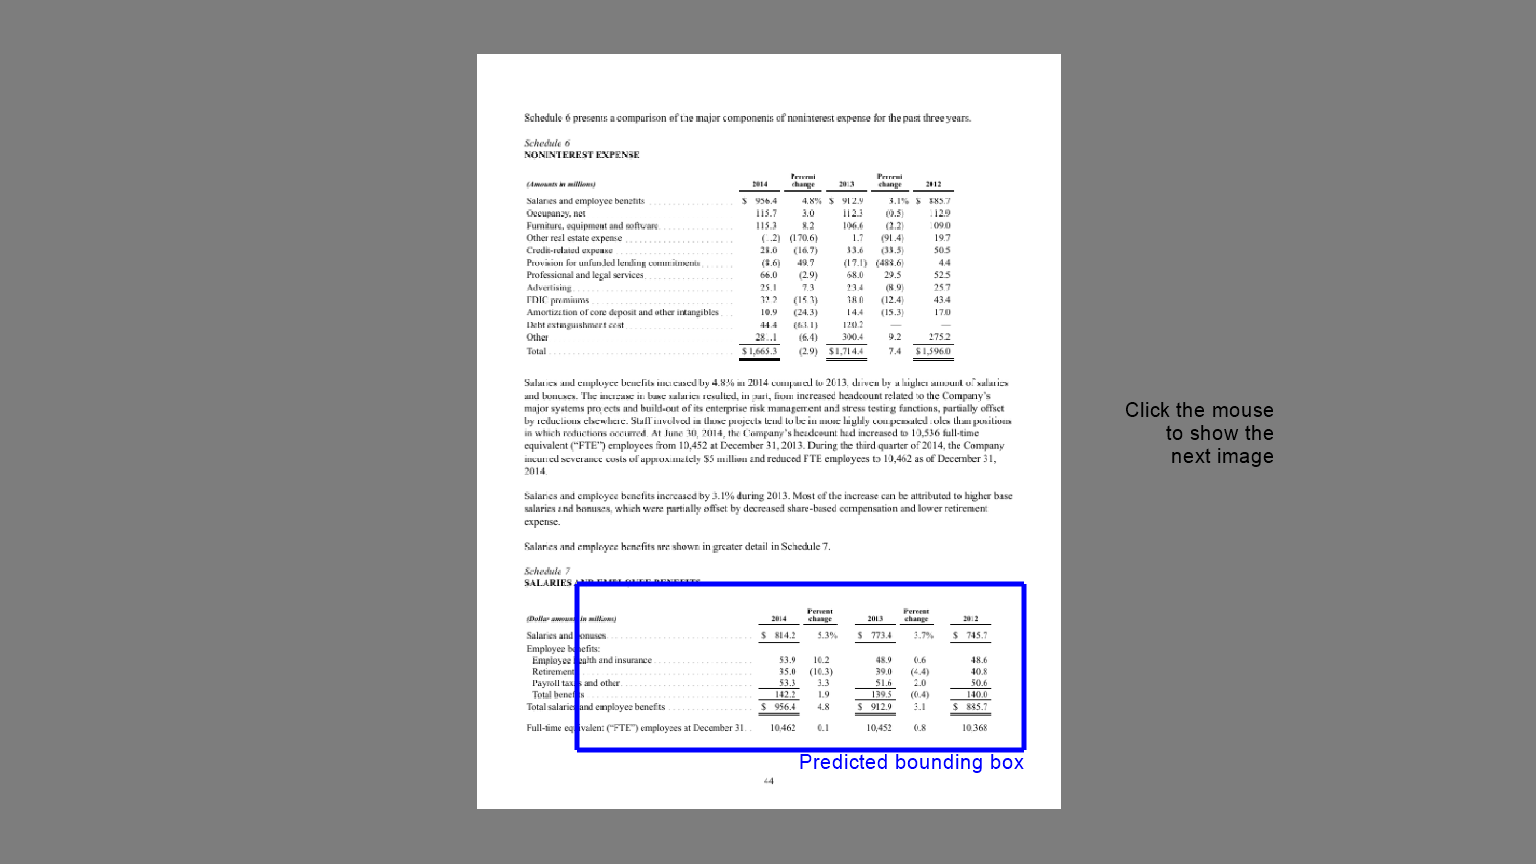 Schedule 6 presents a comparison of the major components of noninterest expense for the past three years.
Schedule 6
NONINTEREST EXPENSE
(Amounts in millions) 2014 Percent change 2013 Percent change 2012
Salaries and employee benefits $ 956.4 4.8% $ 912.9 3.1% $ 885.7
Occupancy, net 115.7 3.0 112.3 (0.5) 112.9
Furniture, equipment and software 115.3 8.2 106.6 (2.2) 109.0
Other real estate expense (1.2) (170.6) 1.7 (91.4) 19.7
Credit-related expense 28.0 (16.7) 33.6 (33.5) 50.5
Provision for unfunded lending commitments (8.6) 49.7 (17.1) (488.6) 4.4
Professional and legal services 66.0 (2.9) 68.0 29.5 52.5
Advertising 25.1 7.3 23.4 (8.9) 25.7
FDIC premiums 32.2 (15.3) 38.0 (12.4) 43.4
Amortization of core deposit and other intangibles 10.9 (24.3) 14.4 (15.3) 17.0
Debt extinguishment cost 44.4 (63.1) 120.2 — —
Other 281.1 (6.4) 300.4 9.2 275.2
Total $ 1,665.3 (2.9) $ 1,714.4 7.4 $ 1,596.0
Salaries and employee benefits increased by 4.8% in 2014 compared to 2013, driven by a higher amount of salaries
and bonuses. The increase in base salaries resulted, in part, from increased headcount related to the Company's
major systems projects and build-out of its enterprise risk management and stress testing functions, partially offset
by reductions elsewhere. Staff involved in those projects tend to be in more highly compensated roles than positions
in which reductions occurred. At June 30, 2014, the Company's headcount had increased to 10,536 full-time
equivalent ("FTE") employees from 10,452 at December 31, 2013. During the third quarter of 2014, the Company
incurred severance costs of approximately $5 million and reduced FTE employees to 10,462 as of December 31,
2014.
Salaries and employee benefits increased by 3.1% during 2013. Most of the increase can be attributed to higher base
salaries and bonuses, which were partially offset by decreased share-based compensation and lower retirement
expense.
Salaries and employee benefits are shown in greater detail in Schedule 7.
Schedule 7
SALARIES AND EMPLOYEE BENEFITS
(Dollar amounts in millions) 2014 Percent change 2013 Percent change 2012
Salaries and bonuses $ 814.2 5.3% $ 773.4 3.7% $ 745.7
Employee benefits:
Employee health and insurance 53.9 10.2 48.9 0.6 48.6
Retirement 35.0 (10.3) 39.0 (4.4) 40.8
Payroll taxes and other 53.3 3.3 51.6 2.0 50.6
Total benefits 142.2 1.9 139.5 (0.4) 140.0
Total salaries and employee benefits $ 956.4 4.8 $ 912.9 3.1 $ 885.7
Full-time equivalent ("FTE") employees at December 31. 10,462 0.1 10,452 0.8 10,368
44
Predicted bounding box
Click the mouse
to show the
next image